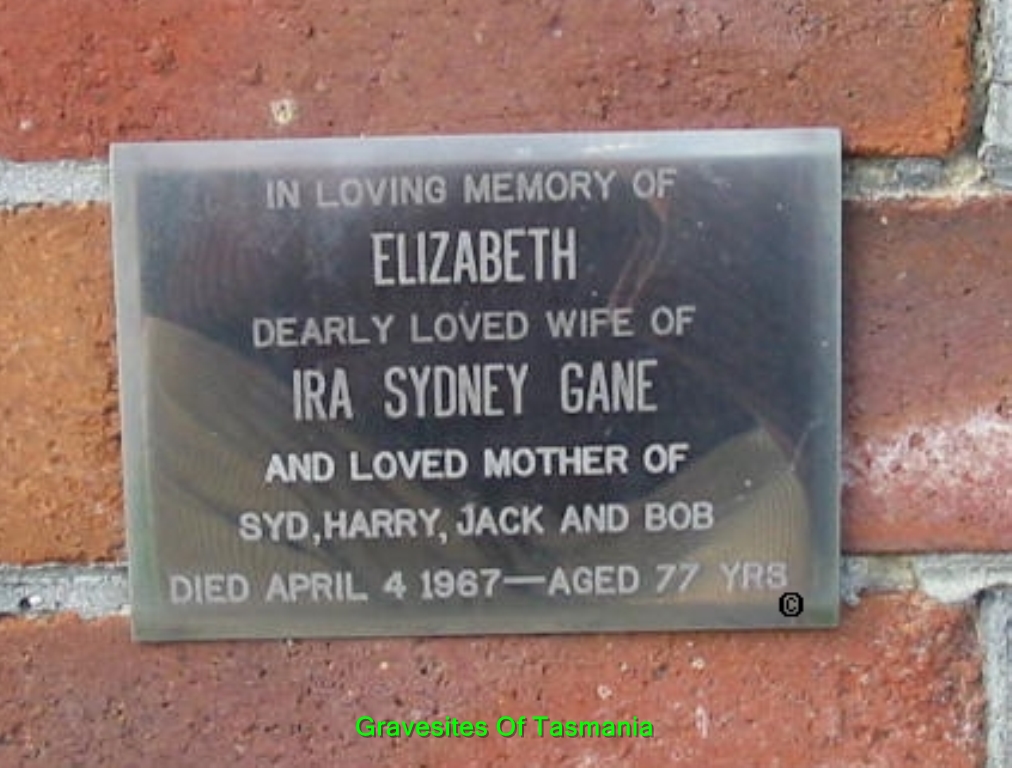 IN LOVING MEMORY OF
ELIZABETH
DEARLY LOVED WIFE OF
IRA SYDNEY GANE
AND LOVED MOTHER OF
SYD, HARRY, JACK AND BOB
DIED APRIL 4 1967—AGED 77 YRS
©
Gravesites Of Tasmania